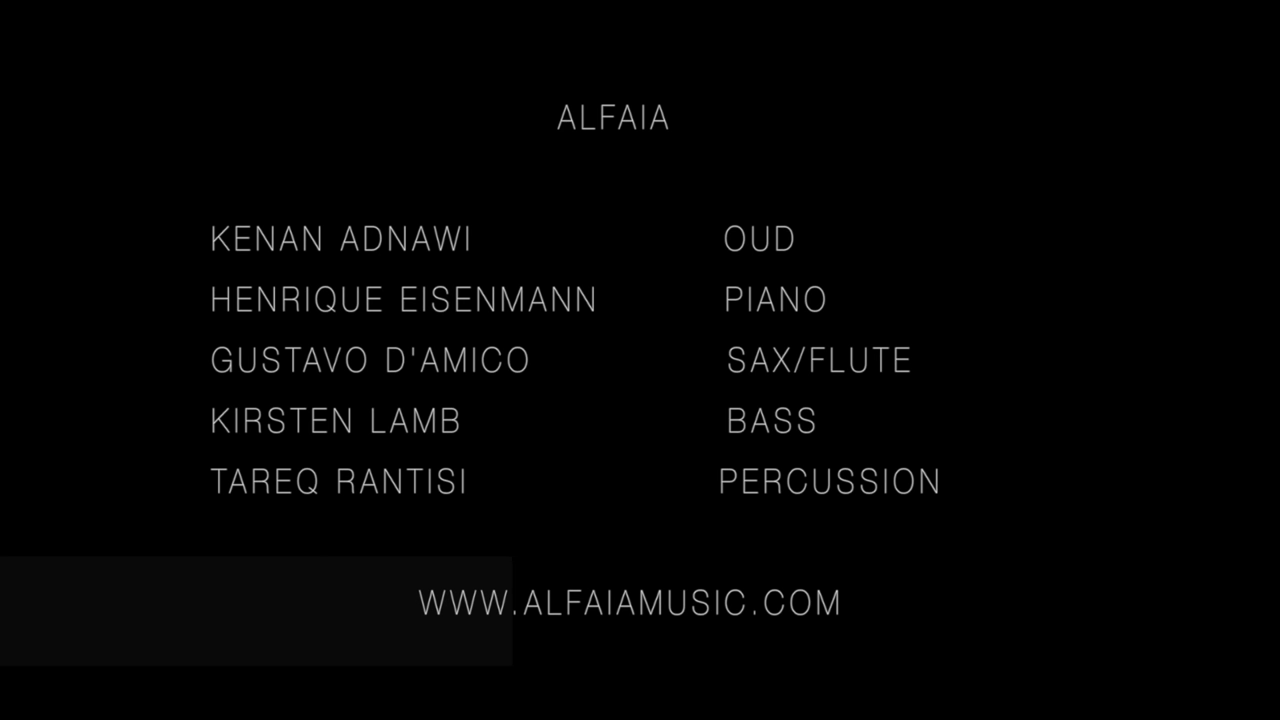 ALFAIA
KENAN ADNAWI OUD
HENRIQUE EISENMANN PIANO
GUSTAVO D'AMICO SAX/FLUTE
KIRSTEN LAMB BASS
TAREQ RANTISI PERCUSSION
WWW.ALFAIAMUSIC.COM